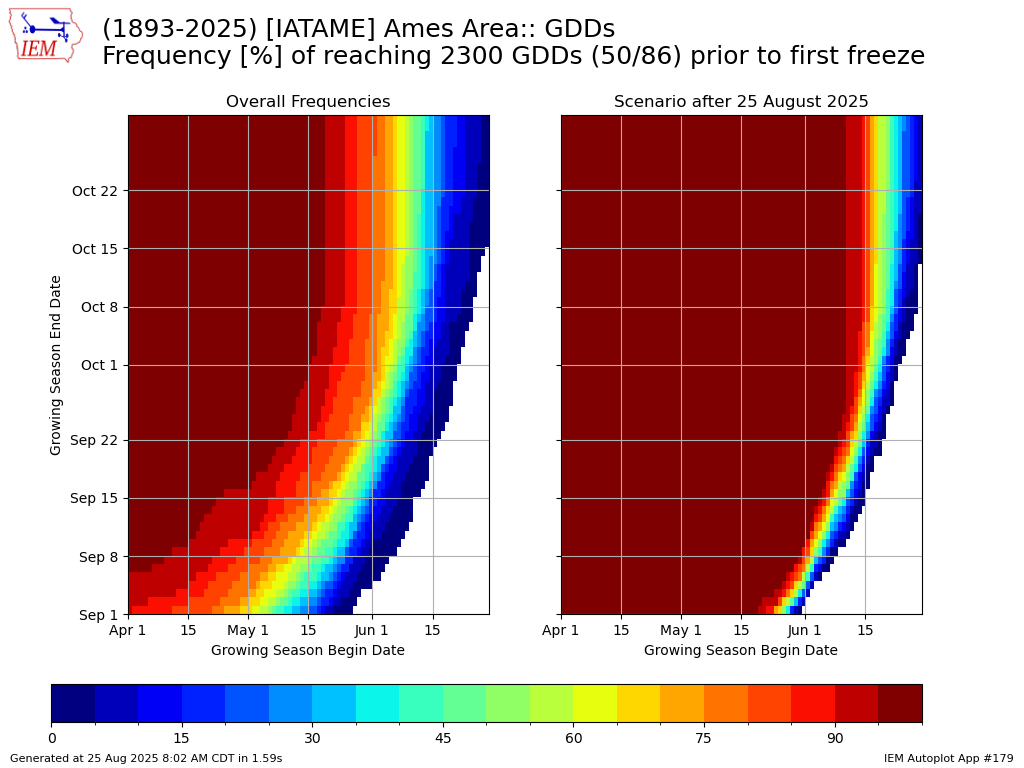 IEM
(1893-2025) [IATAME] Ames Area:: GDDs
Frequency [%] of reaching 2300 GDDs (50/86) prior to first freeze
Overall Frequencies
Scenario after 25 August 2025
Growing Season End Date
Oct 22
Oct 15
Oct 8
Oct 1
Sep 22
Sep 15
Sep 8
Sep 1
Apr 1 15 May 1 15 Jun 1 15
Apr 1 15 May 1 15 Jun 1 15
Growing Season Begin Date
Growing Season Begin Date
0 15 30 45 60 75 90
Generated at 25 Aug 2025 8:02 AM CDT in 1.59s
IEM Autoplot App #179